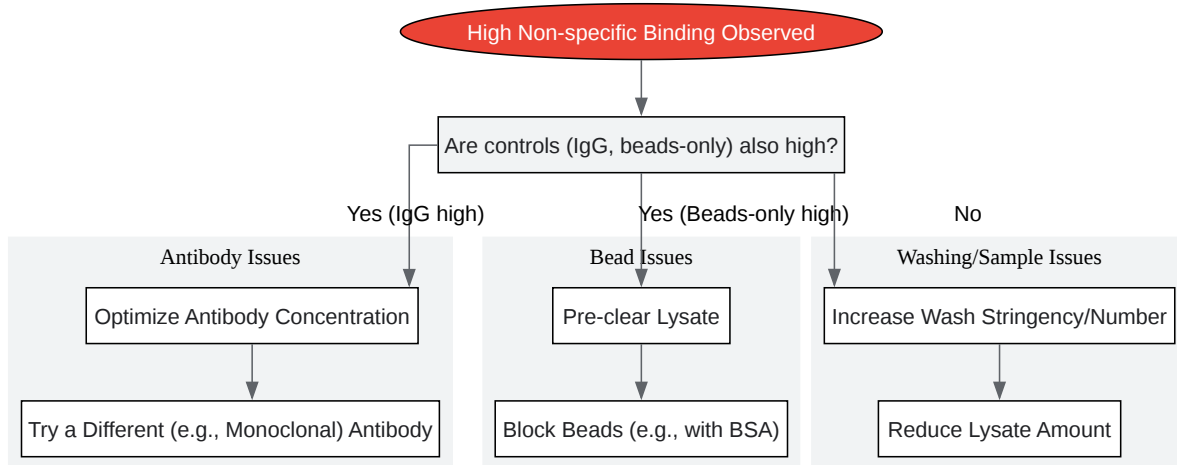 High Non-specific Binding Observed
Are controls (IgG, beads-only) also high?
Yes (IgG high)
Yes (Beads-only high)
No
Antibody Issues
Bead Issues
Washing/Sample Issues
Optimize Antibody Concentration
Pre-clear Lysate
Increase Wash Stringency/Number
Try a Different (e.g., Monoclonal) Antibody
Block Beads (e.g., with BSA)
Reduce Lysate Amount